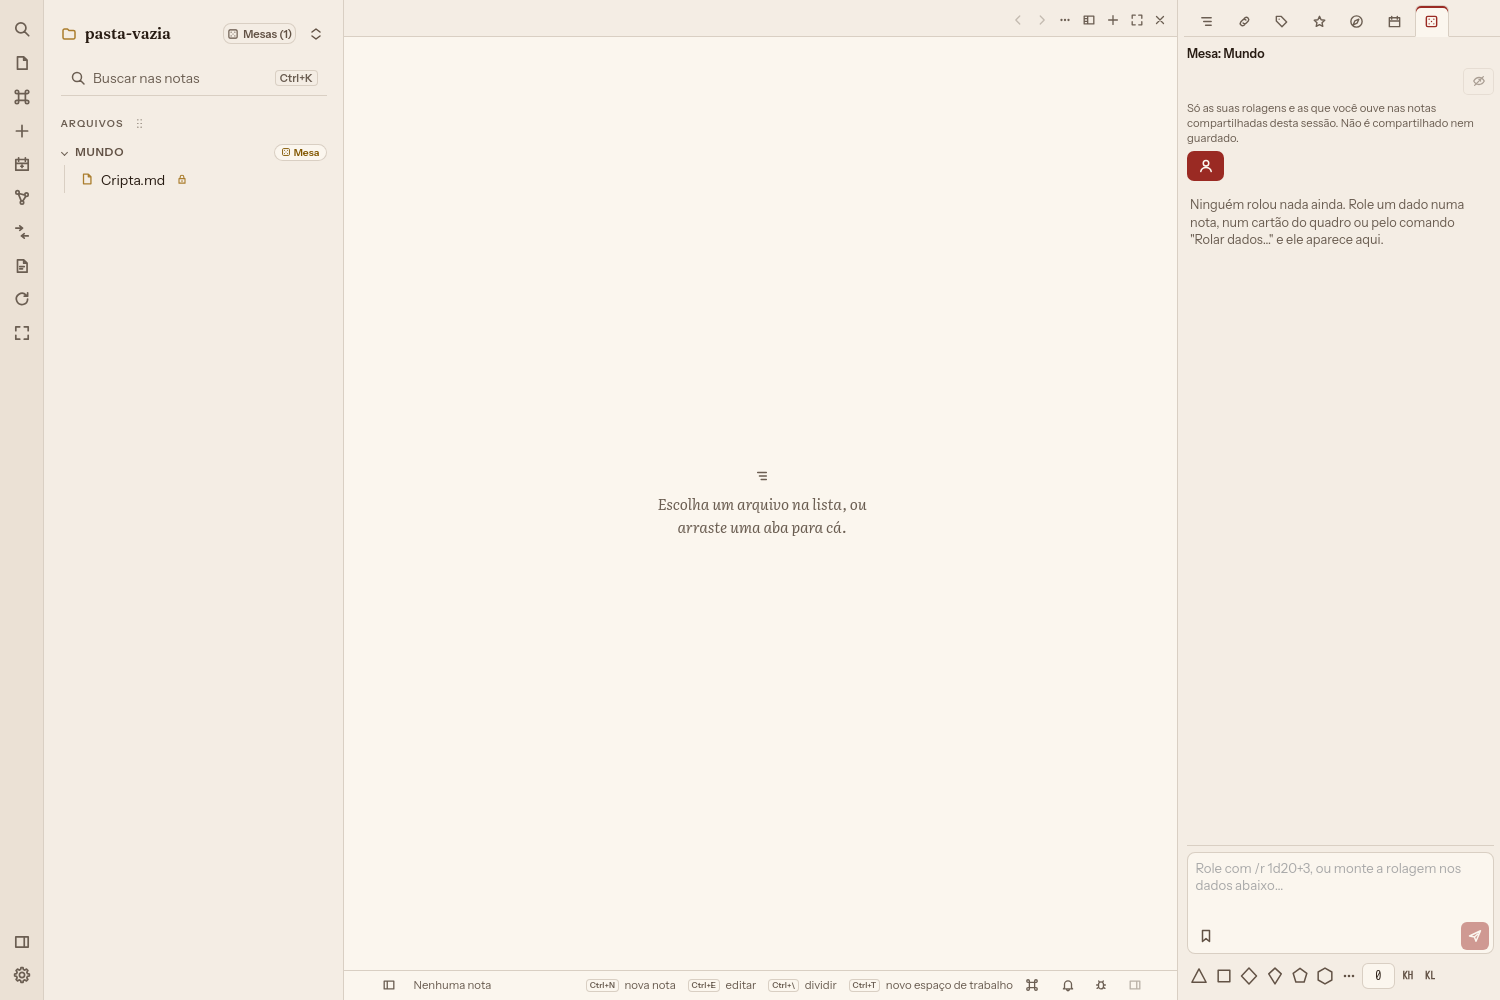 pasta-vazia
Mesas (1)
Buscar nas notas
Ctrl+K
ARQUIVOS
MUNDO
Mesa
Cripta.md
Escolha um arquivo na lista, ou
arraste uma aba para cá.
Nenhuma nota
Ctrl+N nova nota
Ctrl+E editar
Ctrl+\ dividir
Ctrl+T novo espaço de trabalho
Mesa: Mundo
Só as suas rolagens e as que você ouve nas notas
compartilhadas desta sessão. Não é compartilhado nem
guardado.
Ninguém rolou nada ainda. Role um dado numa
nota, num cartão do quadro ou pelo comando
"Rolar dados…" e ele aparece aqui.
Role com /r 1d20+3, ou monte a rolagem nos
dados abaixo…
0
KH
KL